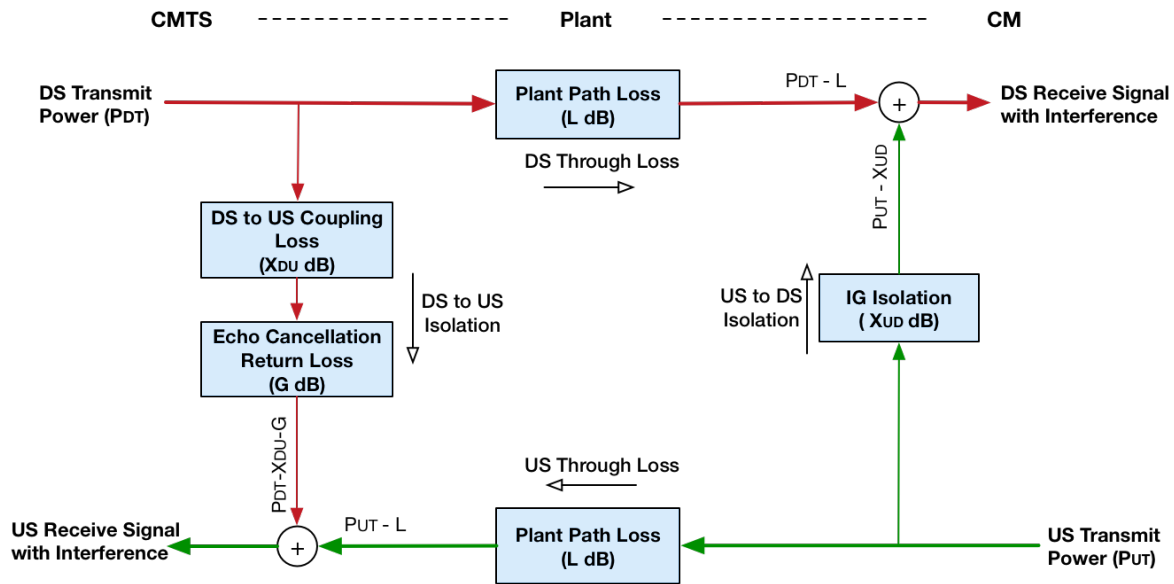 CMTS
Plant
CM
DS Transmit
Power (PDT)
Plant Path Loss
(L dB)
PDT - L
+
DS Receive Signal
with Interference
DS Through Loss
PUT - XUD
DS to US Coupling
Loss
(XDU dB)
DS to US
Isolation
US to DS
Isolation
IG Isolation
( XUD dB)
Echo Cancellation
Return Loss
(G dB)
PDT-XDU-G
US Through Loss
US Receive Signal
with Interference
+
PUT - L
Plant Path Loss
(L dB)
US Transmit
Power (PUT)